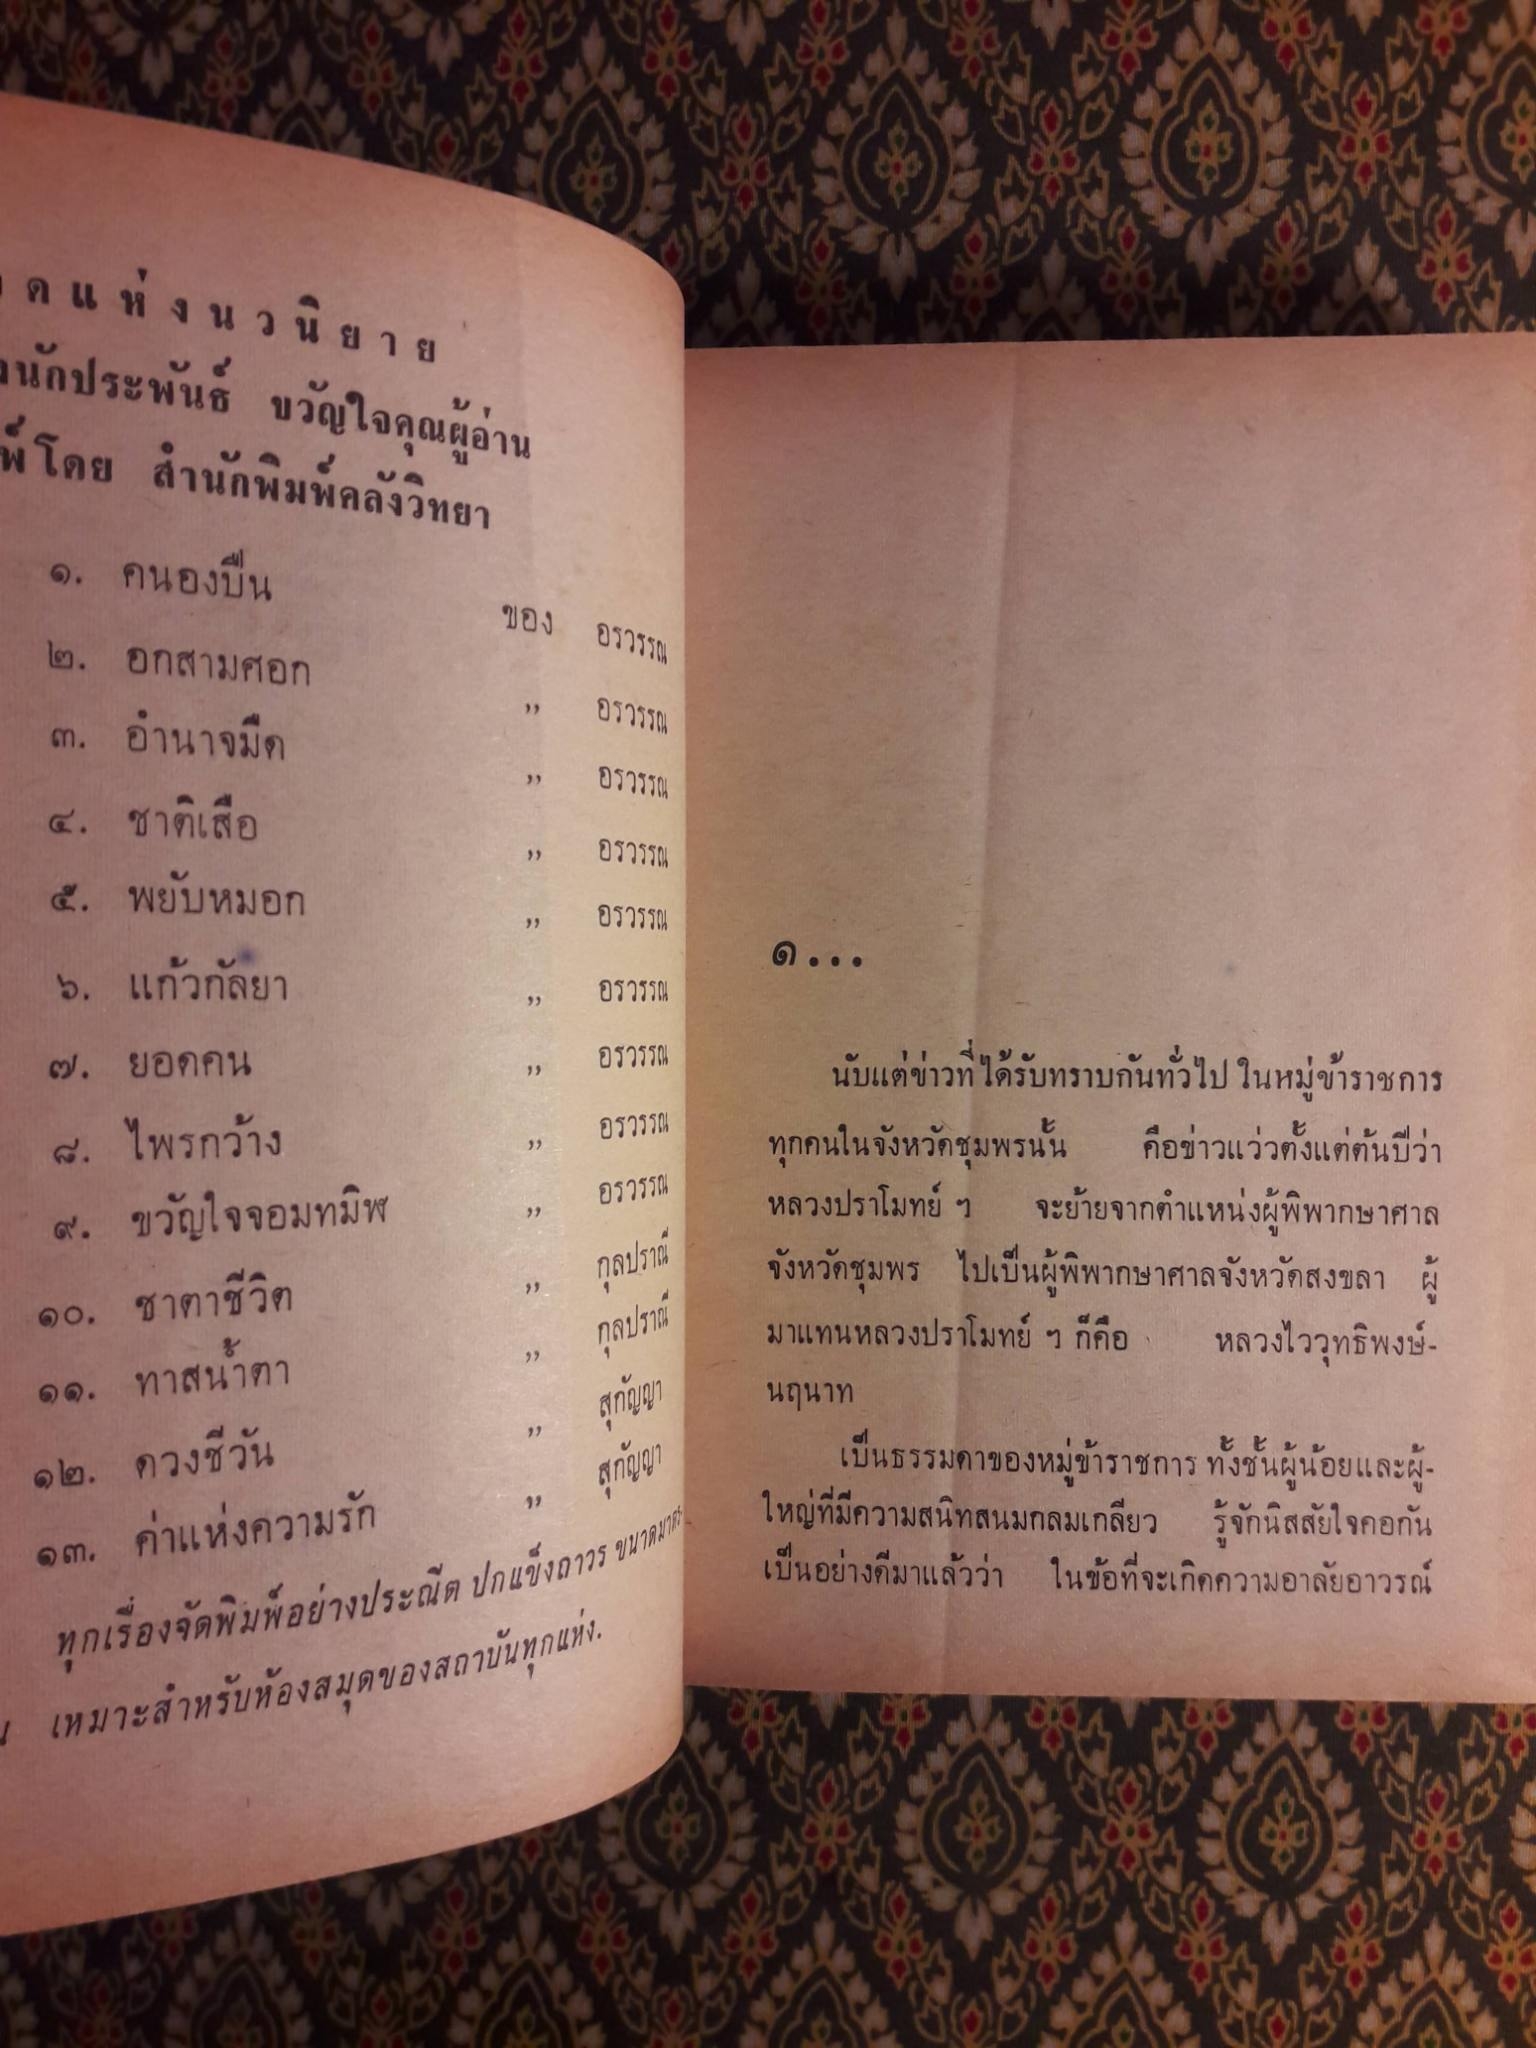 ดแห่งนวนิยาย
นักประพันธ์ ขวัญใจคุณผู้อ่าน
พ์โดย สำนักพิมพ์คลังวิทยา
๑. คนองปืน ของ อรวรรณ
๒. อกสามศอก ,, อรวรรณ
๓. อำนาจมืด ,, อรวรรณ
๔. ชาติเสือ ,, อรวรรณ
๕. พยับหมอก ,, อรวรรณ
๖. แก้วกัลยา ,, อรวรรณ
๗. ยอดคน ,, อรวรรณ
๘. ไพรกว้าง ,, อรวรรณ
๙. ขวัญใจจอมทมิฬ ,, อรวรรณ
๑๐. ชาตาชีวิต ,, กุลปราณี
๑๑. ทาสน้ำตา ,, กุลปราณี
๑๒. ดวงชีวัน ,, สุกัญญา
๑๓. ค่าแห่งความรัก ,, สุกัญญา
ทุกเรื่องจัดพิมพ์อย่างประณีต ปกแข็งถาวร ขนาดมาตร-
น เหมาะสำหรับห้องสมุดของสถาบันทุกแห่ง.
๑...
นับแต่ข่าวที่ได้รับทราบกันทั่วไป ในหมู่ข้าราชการ
ทุกคนในจังหวัดชุมพรนั้น คือข่าวแว่วตั้งแต่ต้นปีว่า
หลวงปราโมทย์ ฯ จะย้ายจากตำแหน่งผู้พิพากษาศาล
จังหวัดชุมพร ไปเป็นผู้พิพากษาศาลจังหวัดสงขลา ผู้
มาแทนหลวงปราโมทย์ ฯ ก็คือ หลวงไววุทธิพงษ์-
นฤนาท
เป็นธรรมดาของหมู่ข้าราชการ ทั้งชั้นผู้น้อยและผู้-
ใหญ่ที่มีความสนิทสนมกลมเกลียว รู้จักนิสสัยใจคอกัน
เป็นอย่างดีมาแล้วว่า ในข้อที่จะเกิดความอาลัยอาวรณ์